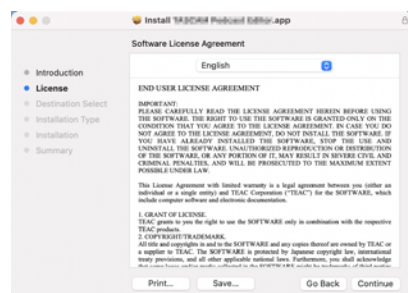 Install TASCAM Podcast Editor.app
Software License Agreement
English
Introduction
License
Destination Select
Installation Type
Installation
Summary
END USER LICENSE AGREEMENT
IMPORTANT:
PLEASE CAREFULLY READ THE LICENSE AGREEMENT HEREIN BEFORE USING
THE SOFTWARE. THE RIGHT TO USE THE SOFTWARE IS GRANTED ONLY ON THE
CONDITION THAT YOU AGREE TO THE LICENSE AGREEMENT. IN CASE YOU DO
NOT AGREE TO THE LICENSE AGREEMENT, DO NOT INSTALL THE SOFTWARE. IF
YOU HAVE ALREADY INSTALLED THE SOFTWARE, STOP THE USE AND
UNINSTALL THE SOFTWARE. UNAUTHORIZED REPRODUCTION OR DISTRIBUTION
OF THE SOFTWARE, OR ANY PORTION OF IT, MAY RESULT IN SEVERE CIVIL AND
CRIMINAL PENALTIES, AND WILL BE PROSECUTED TO THE MAXIMUM EXTENT
POSSIBLE UNDER LAW.
This License Agreement with limited warranty is a legal agreement between you (either an
individual or a single entity) and TEAC Corporation ("TEAC") for the SOFTWARE, which
include computer software and electronic documentation.
1. GRANT OF LICENSE.
TEAC grants to you the right to use the SOFTWARE only in combination with the respective
TEAC products.
2. COPYRIGHT/TRADEMARK.
All title and copyrights in and to the SOFTWARE and any copies thereof are owned by TEAC or
a supplier to TEAC. The SOFTWARE is protected by Japanese copyright law, international
treaty provisions, and all other applicable national laws. Furthermore, you shall acknowledge
Print...
Save...
Go Back
Continue